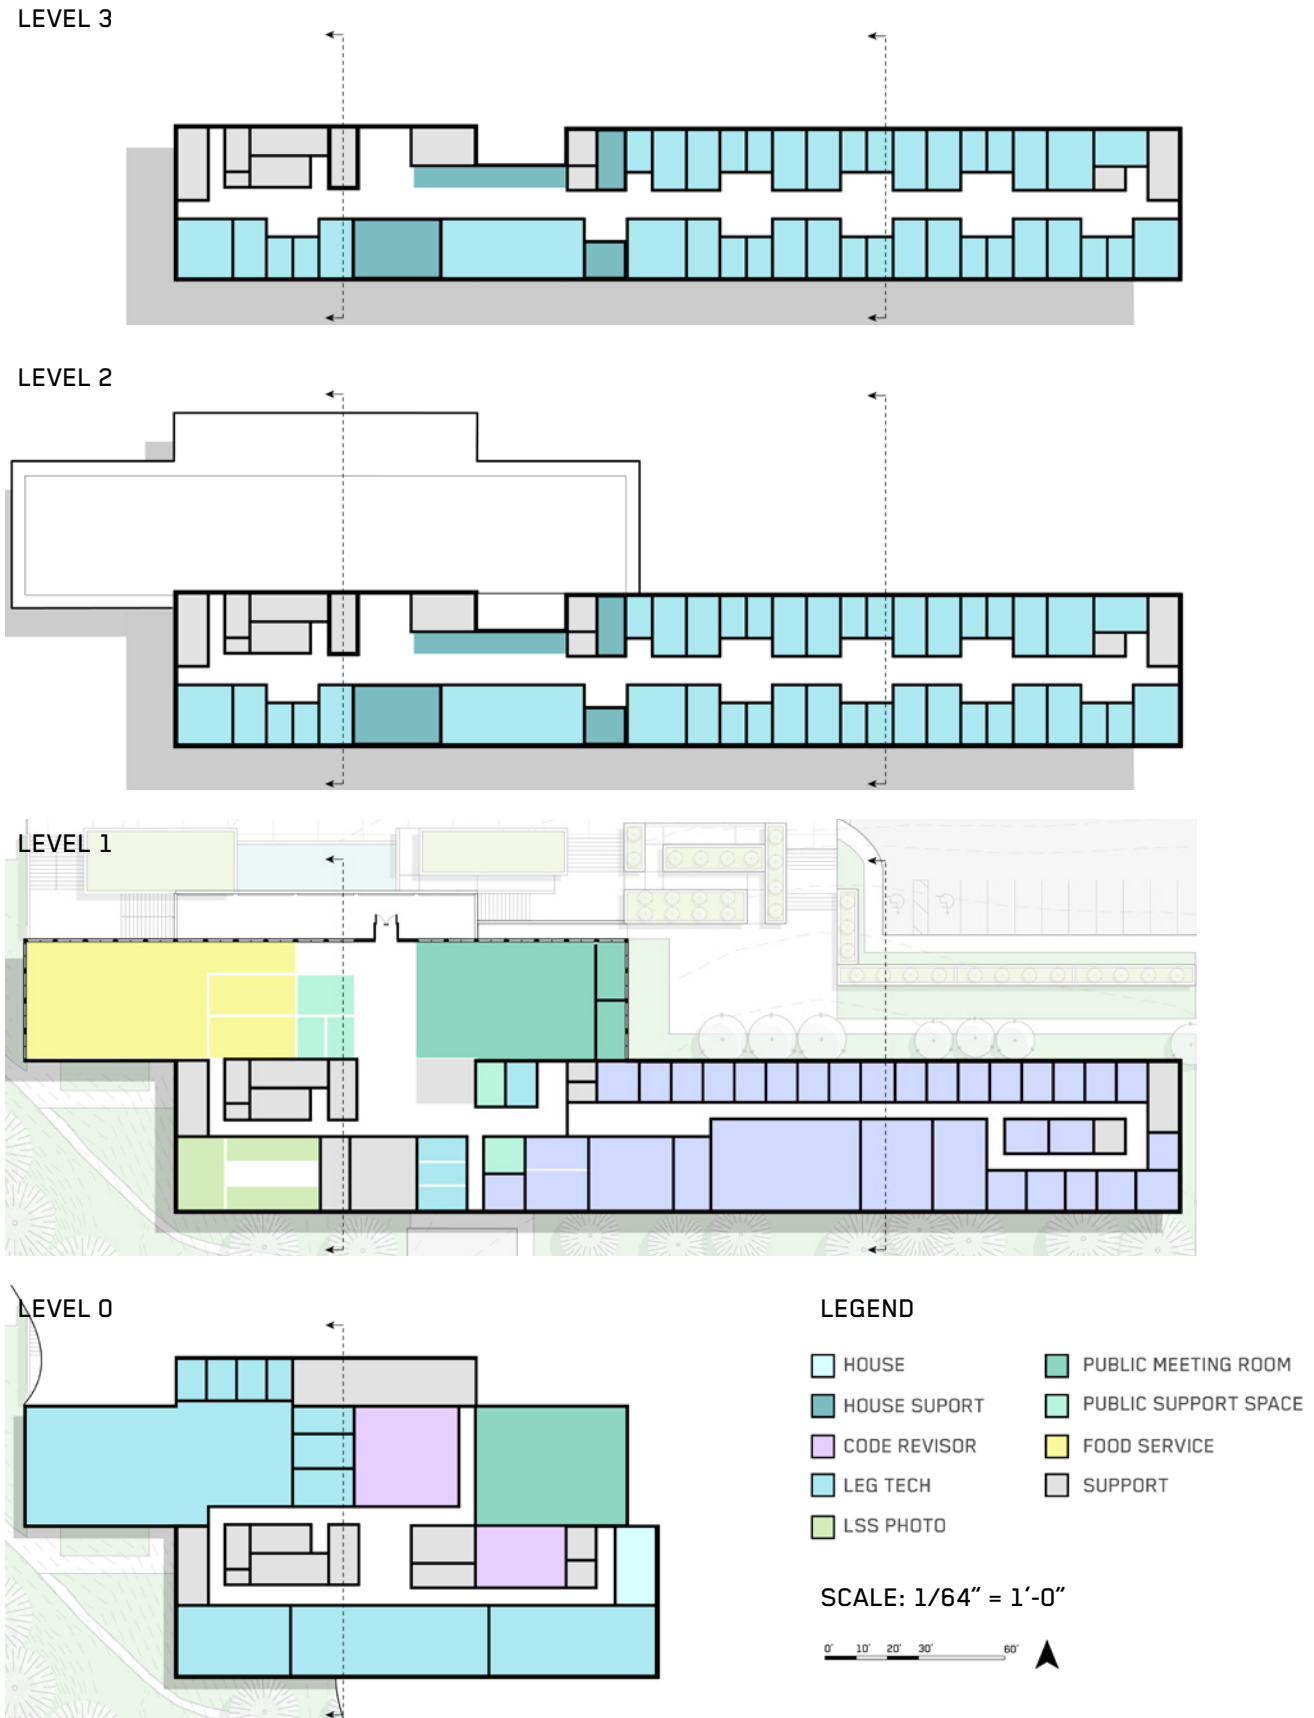 LEVEL 3
LEVEL 2
LEVEL 1
LEVEL 0
LEGEND
HOUSE
HOUSE SUPORT
CODE REVISOR
LEG TECH
LSS PHOTO
PUBLIC MEETING ROOM
PUBLIC SUPPORT SPACE
FOOD SERVICE
SUPPORT
SCALE: 1/64″ = 1′-0″
0' 10' 20' 30' 60'